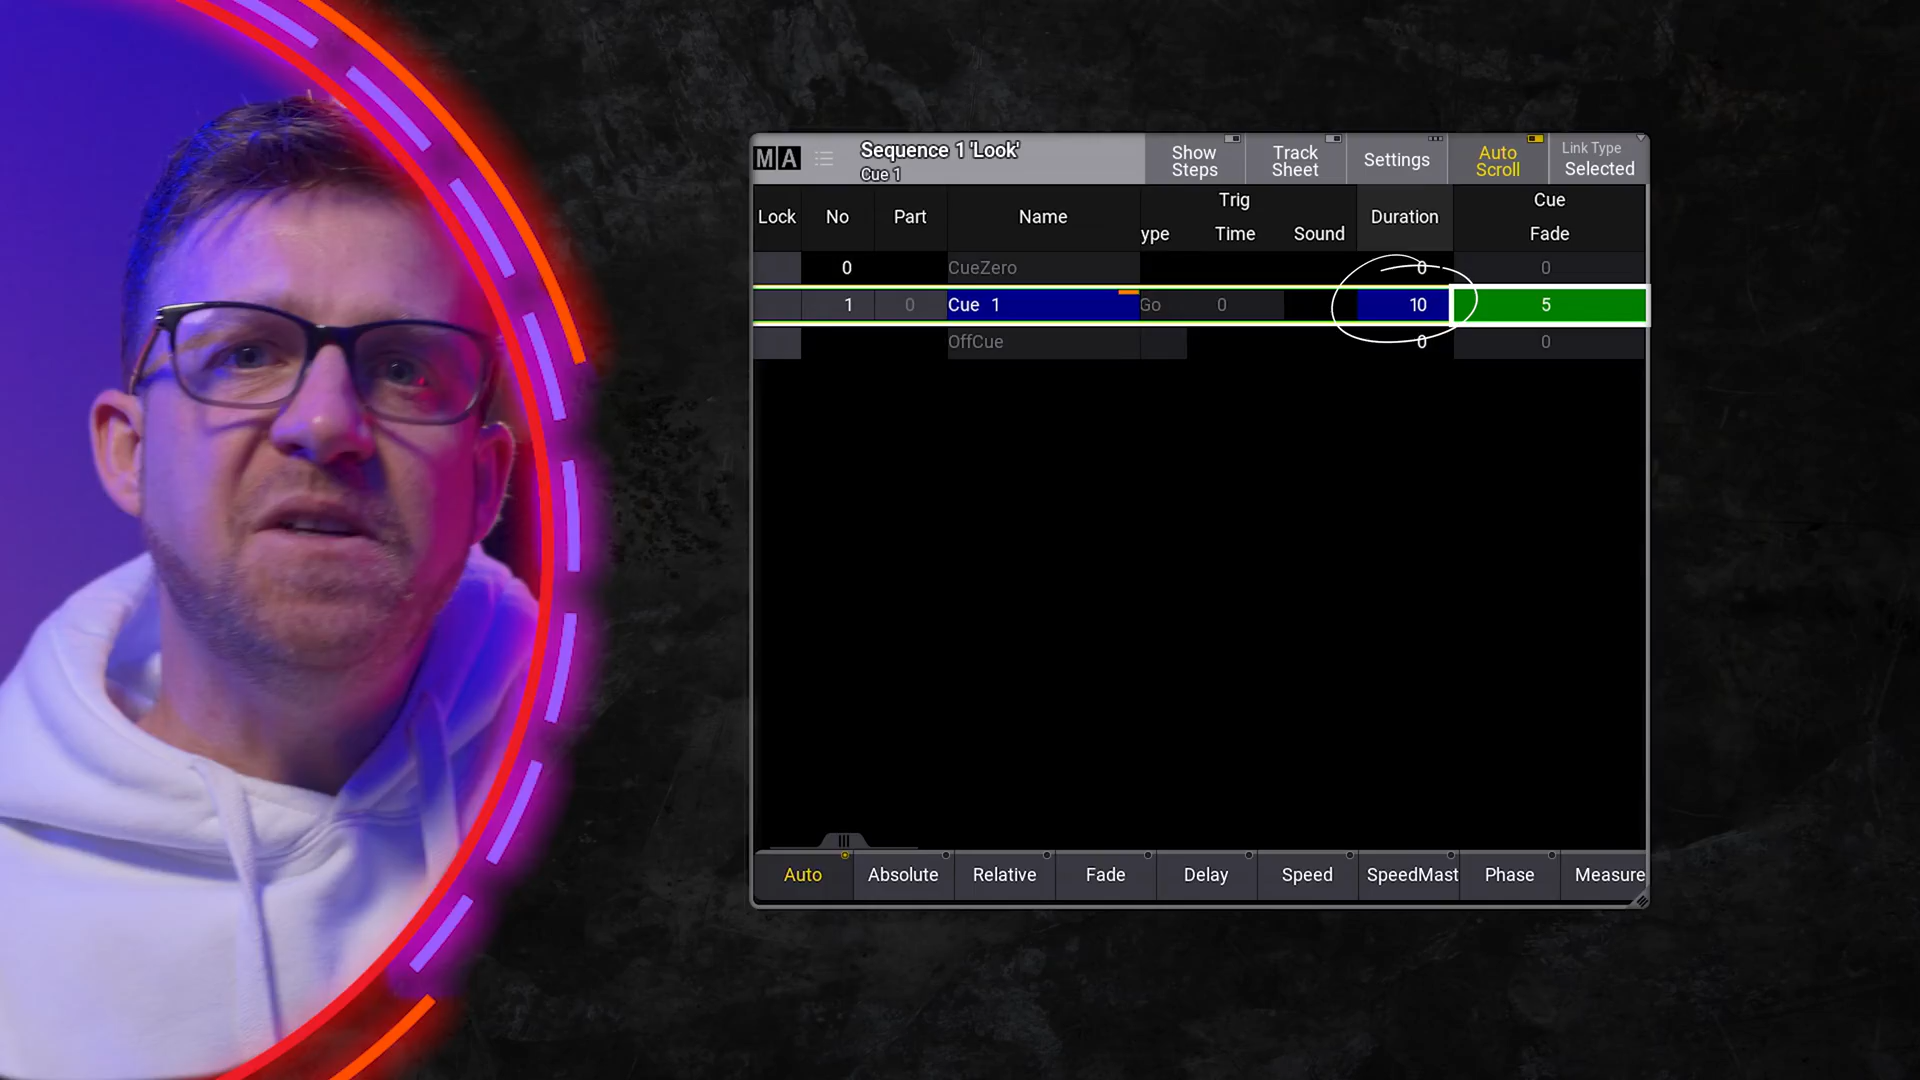 MA
Sequence 1 'Look'
Cue 1
Show
Steps
Track
Sheet
Settings
Auto
Scroll
Link Type
Selected
Lock No Part Name Trig Duration Cue
ype Time Sound Fade
0 CueZero 0 0
1 0 Cue 1 Go 0 10 5
OffCue 0 0
Auto Absolute Relative Fade Delay Speed SpeedMast Phase Measure